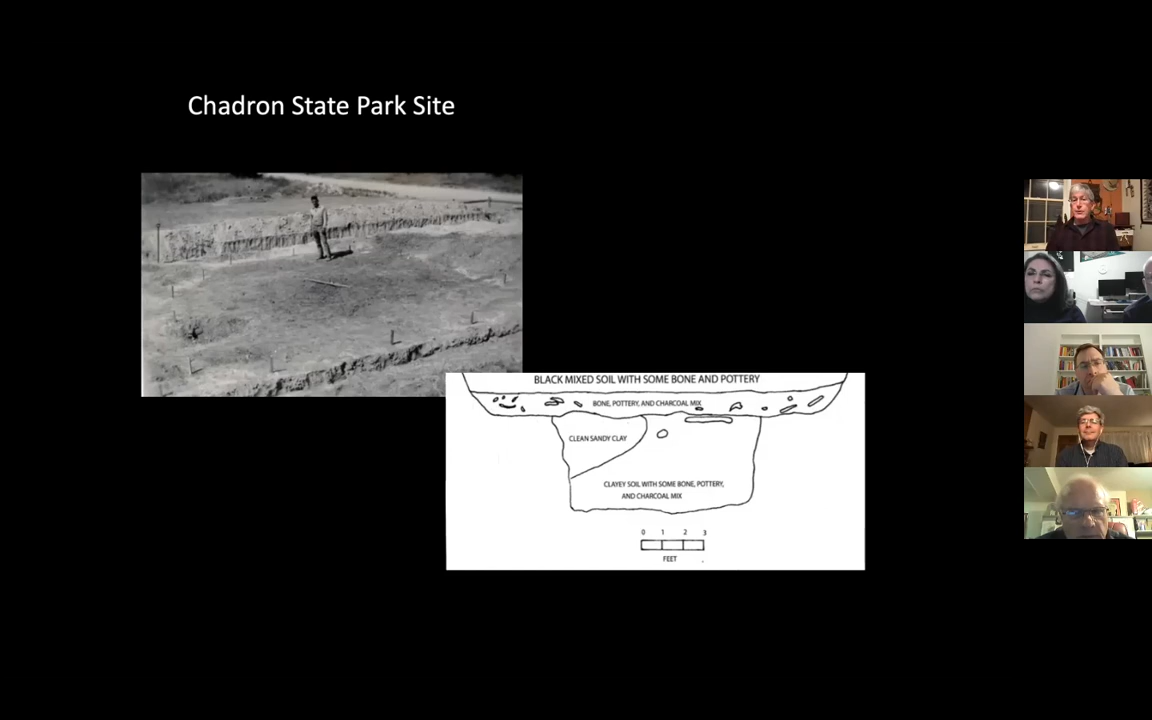 Chadron State Park Site
BLACK MIXED SOIL WITH SOME BONE AND POTTERY
BONE, POTTERY, AND CHARCOAL MIX
CLEAN SANDY CLAY
CLAYEY SOIL WITH SOME BONE, POTTERY,
AND CHARCOAL MIX
0 1 2 3
FEET